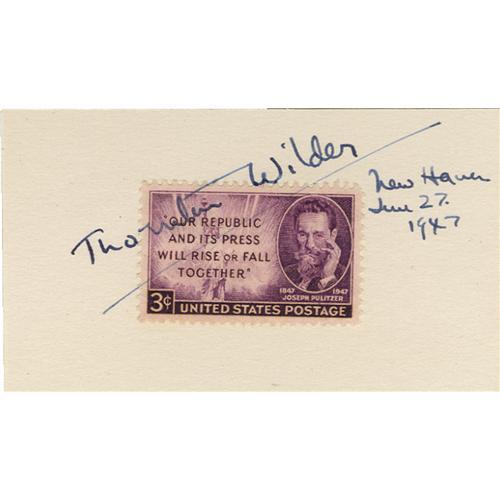 Thornton Wilder
New Haven
June 27.
1947
"OUR REPUBLIC
AND ITS PRESS
WILL RISE OR FALL
TOGETHER"
1847 1947
JOSEPH PULITZER
3¢ UNITED STATES POSTAGE